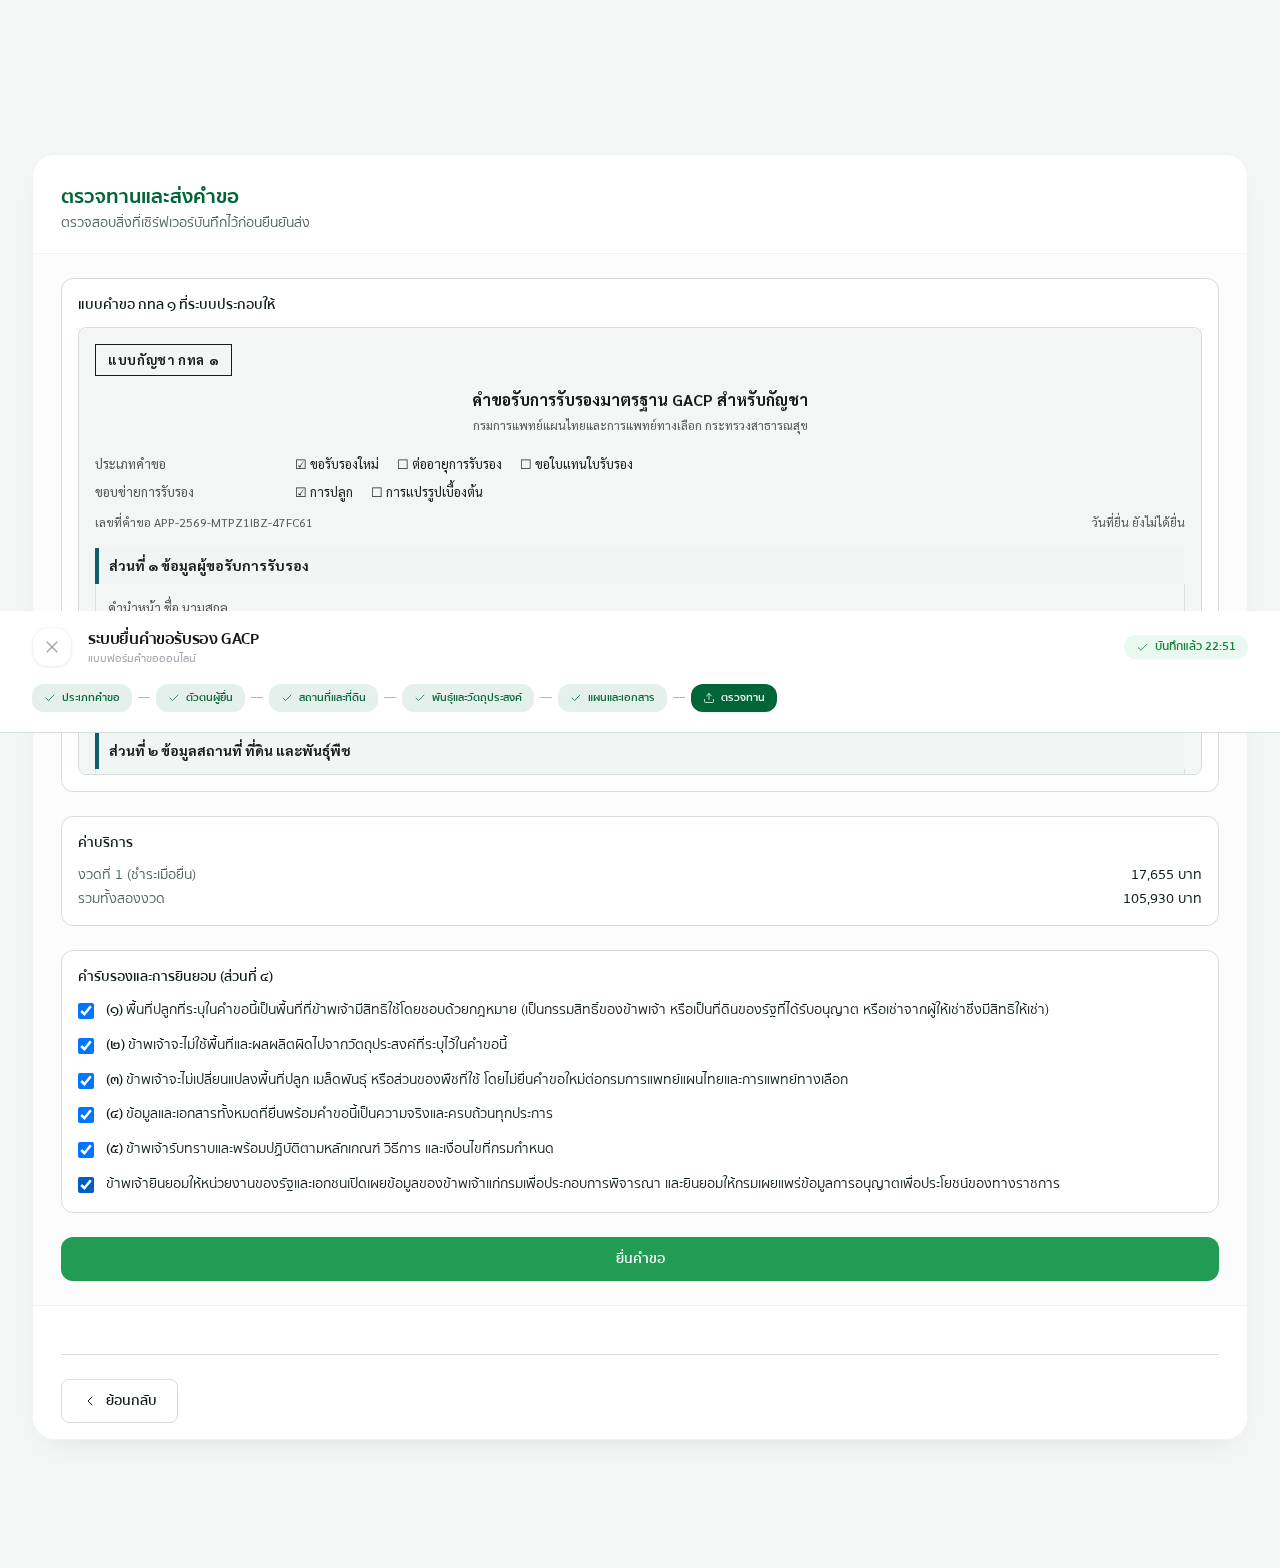 ตรวจทานและส่งคำขอ
ตรวจสอบสิ่งที่เซิร์ฟเวอร์บันทึกไว้ก่อนยืนยันส่ง
แบบคำขอ กทล ๑ ที่ระบบประกอบให้
แบบกัญชา กทล ๑
คำขอรับการรับรองมาตรฐาน GACP สำหรับกัญชา
กรมการแพทย์แผนไทยและการแพทย์ทางเลือก กระทรวงสาธารณสุข
ประเภทคำขอ ☑ ขอรับรองใหม่ ☐ ต่ออายุการรับรอง ☐ ขอใบแทนใบรับรอง
ขอบข่ายการรับรอง ☑ การปลูก ☐ การแปรรูปเบื้องต้น
เลขที่คำขอ APP-2569-MTPZ1IBZ-47FC61 วันที่ยื่น ยังไม่ได้ยื่น
ส่วนที่ ๑ ข้อมูลผู้ขอรับการรับรอง
คำนำหน้า ชื่อ นามสกุล
ระบบยื่นคำขอรับรอง GACP
แบบฟอร์มคำขอออนไลน์
บันทึกแล้ว 22:51
ประเภทคำขอ ตัวตนผู้ยื่น สถานที่และที่ดิน พันธุ์และวัตถุประสงค์ แผนและเอกสาร ตรวจทาน
ส่วนที่ ๒ ข้อมูลสถานที่ ที่ดิน และพันธุ์พืช
ค่าบริการ
งวดที่ 1 (ชำระเมื่อยื่น) 17,655 บาท
รวมทั้งสองงวด 105,930 บาท
คำรับรองและการยินยอม (ส่วนที่ ๔)
(๑) พื้นที่ปลูกที่ระบุในคำขอนี้เป็นพื้นที่ที่ข้าพเจ้ามีสิทธิใช้โดยชอบด้วยกฎหมาย (เป็นกรรมสิทธิ์ของข้าพเจ้า หรือเป็นที่ดินของรัฐที่ได้รับอนุญาต หรือเช่าจากผู้ให้เช่าซึ่งมีสิทธิให้เช่า)
(๒) ข้าพเจ้าจะไม่ใช้พื้นที่และผลผลิตผิดไปจากวัตถุประสงค์ที่ระบุไว้ในคำขอนี้
(๓) ข้าพเจ้าจะไม่เปลี่ยนแปลงพื้นที่ปลูก เมล็ดพันธุ์ หรือส่วนของพืชที่ใช้ โดยไม่ยื่นคำขอใหม่ต่อกรมการแพทย์แผนไทยและการแพทย์ทางเลือก
(๔) ข้อมูลและเอกสารทั้งหมดที่ยื่นพร้อมคำขอนี้เป็นความจริงและครบถ้วนทุกประการ
(๕) ข้าพเจ้ารับทราบและพร้อมปฏิบัติตามหลักเกณฑ์ วิธีการ และเงื่อนไขที่กรมกำหนด
ข้าพเจ้ายินยอมให้หน่วยงานของรัฐและเอกชนเปิดเผยข้อมูลของข้าพเจ้าแก่กรมเพื่อประกอบการพิจารณา และยินยอมให้กรมเผยแพร่ข้อมูลการอนุญาตเพื่อประโยชน์ของทางราชการ
ยื่นคำขอ
ย้อนกลับ